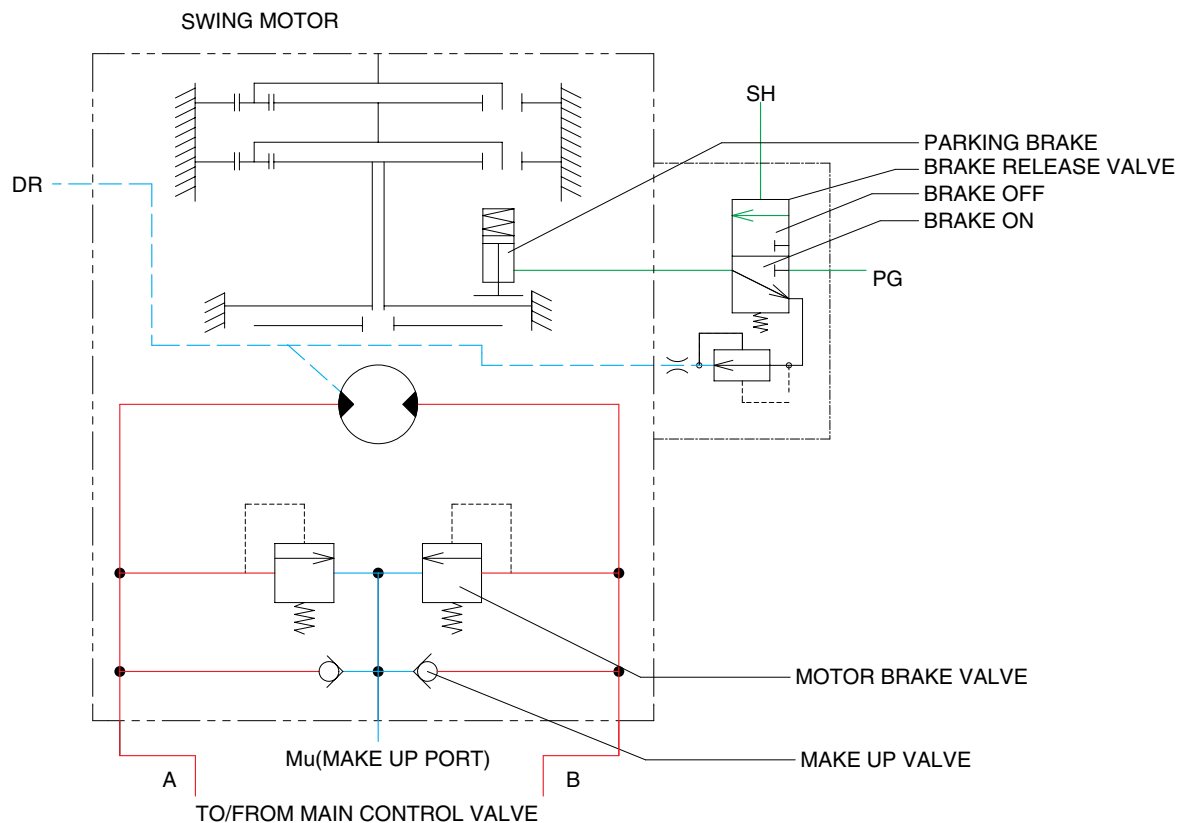 SWING MOTOR
SH
PARKING BRAKE
BRAKE RELEASE VALVE
DR
BRAKE OFF
BRAKE ON
PG
MOTOR BRAKE VALVE
Mu(MAKE UP PORT)
MAKE UP VALVE
A
B
TO/FROM MAIN CONTROL VALVE